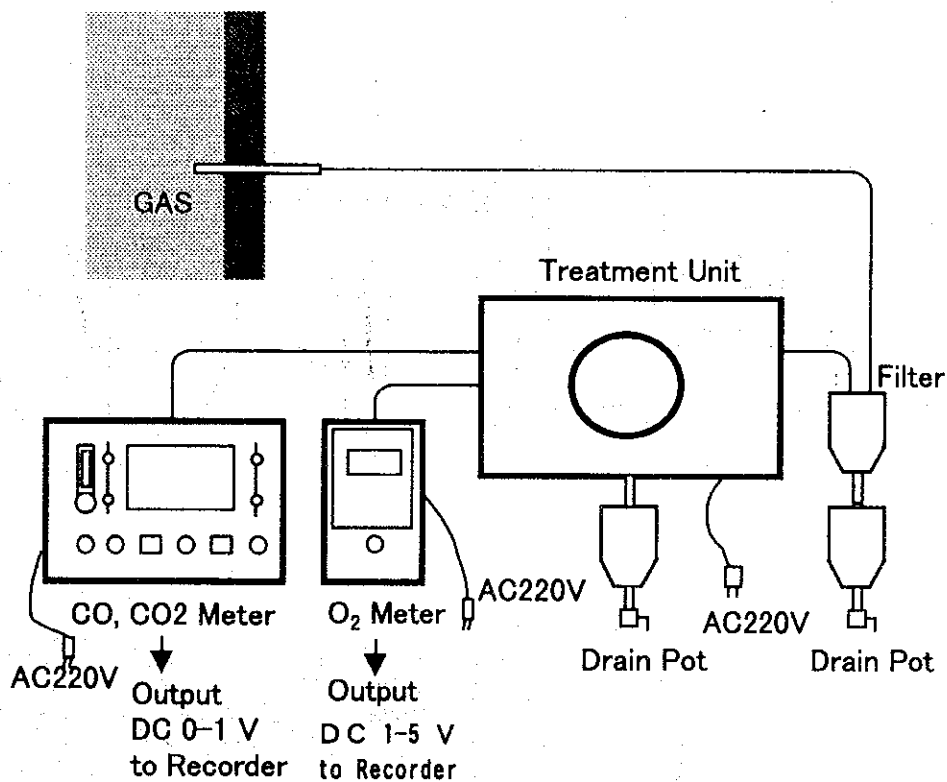 GAS
Treatment Unit
Filter
AC220V
AC220V
Drain Pot
Drain Pot
CO, CO2 Meter
O₂ Meter
AC220V
Output
DC 0-1 V
to Recorder
Output
DC 1-5 V
to Recorder